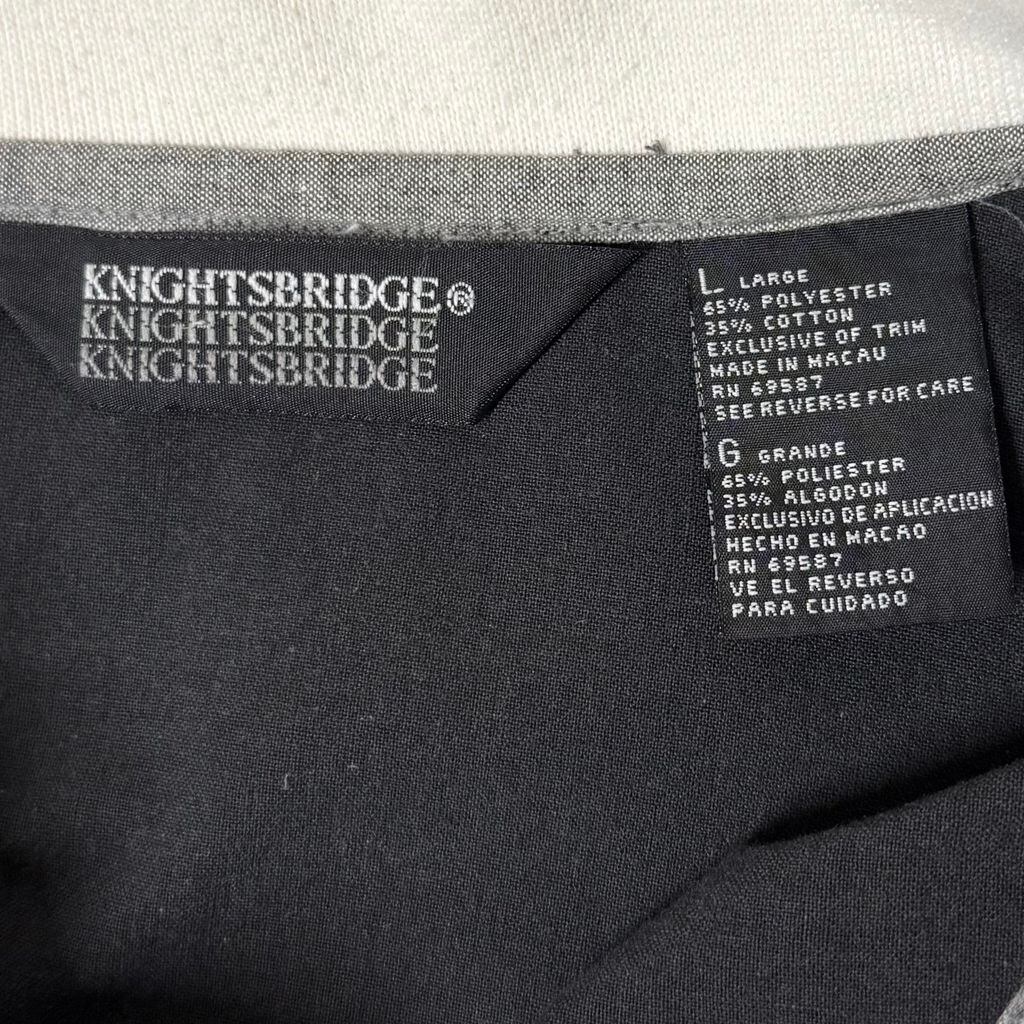 KNIGHTSBRIDGE®
KNIGHTSBRIDGE
KNIGHTSBRIDGE
L LARGE
65% POLYESTER
35% COTTON
EXCLUSIVE OF TRIM
MADE IN MACAU
RN 69587
SEE REVERSE FOR CARE
G GRANDE
65% POLIESTER
35% ALGODON
EXCLUSIVO DE APLICACION
HECHO EN MACAO
RN 69587
VE EL REVERSO
PARA CUIDADO